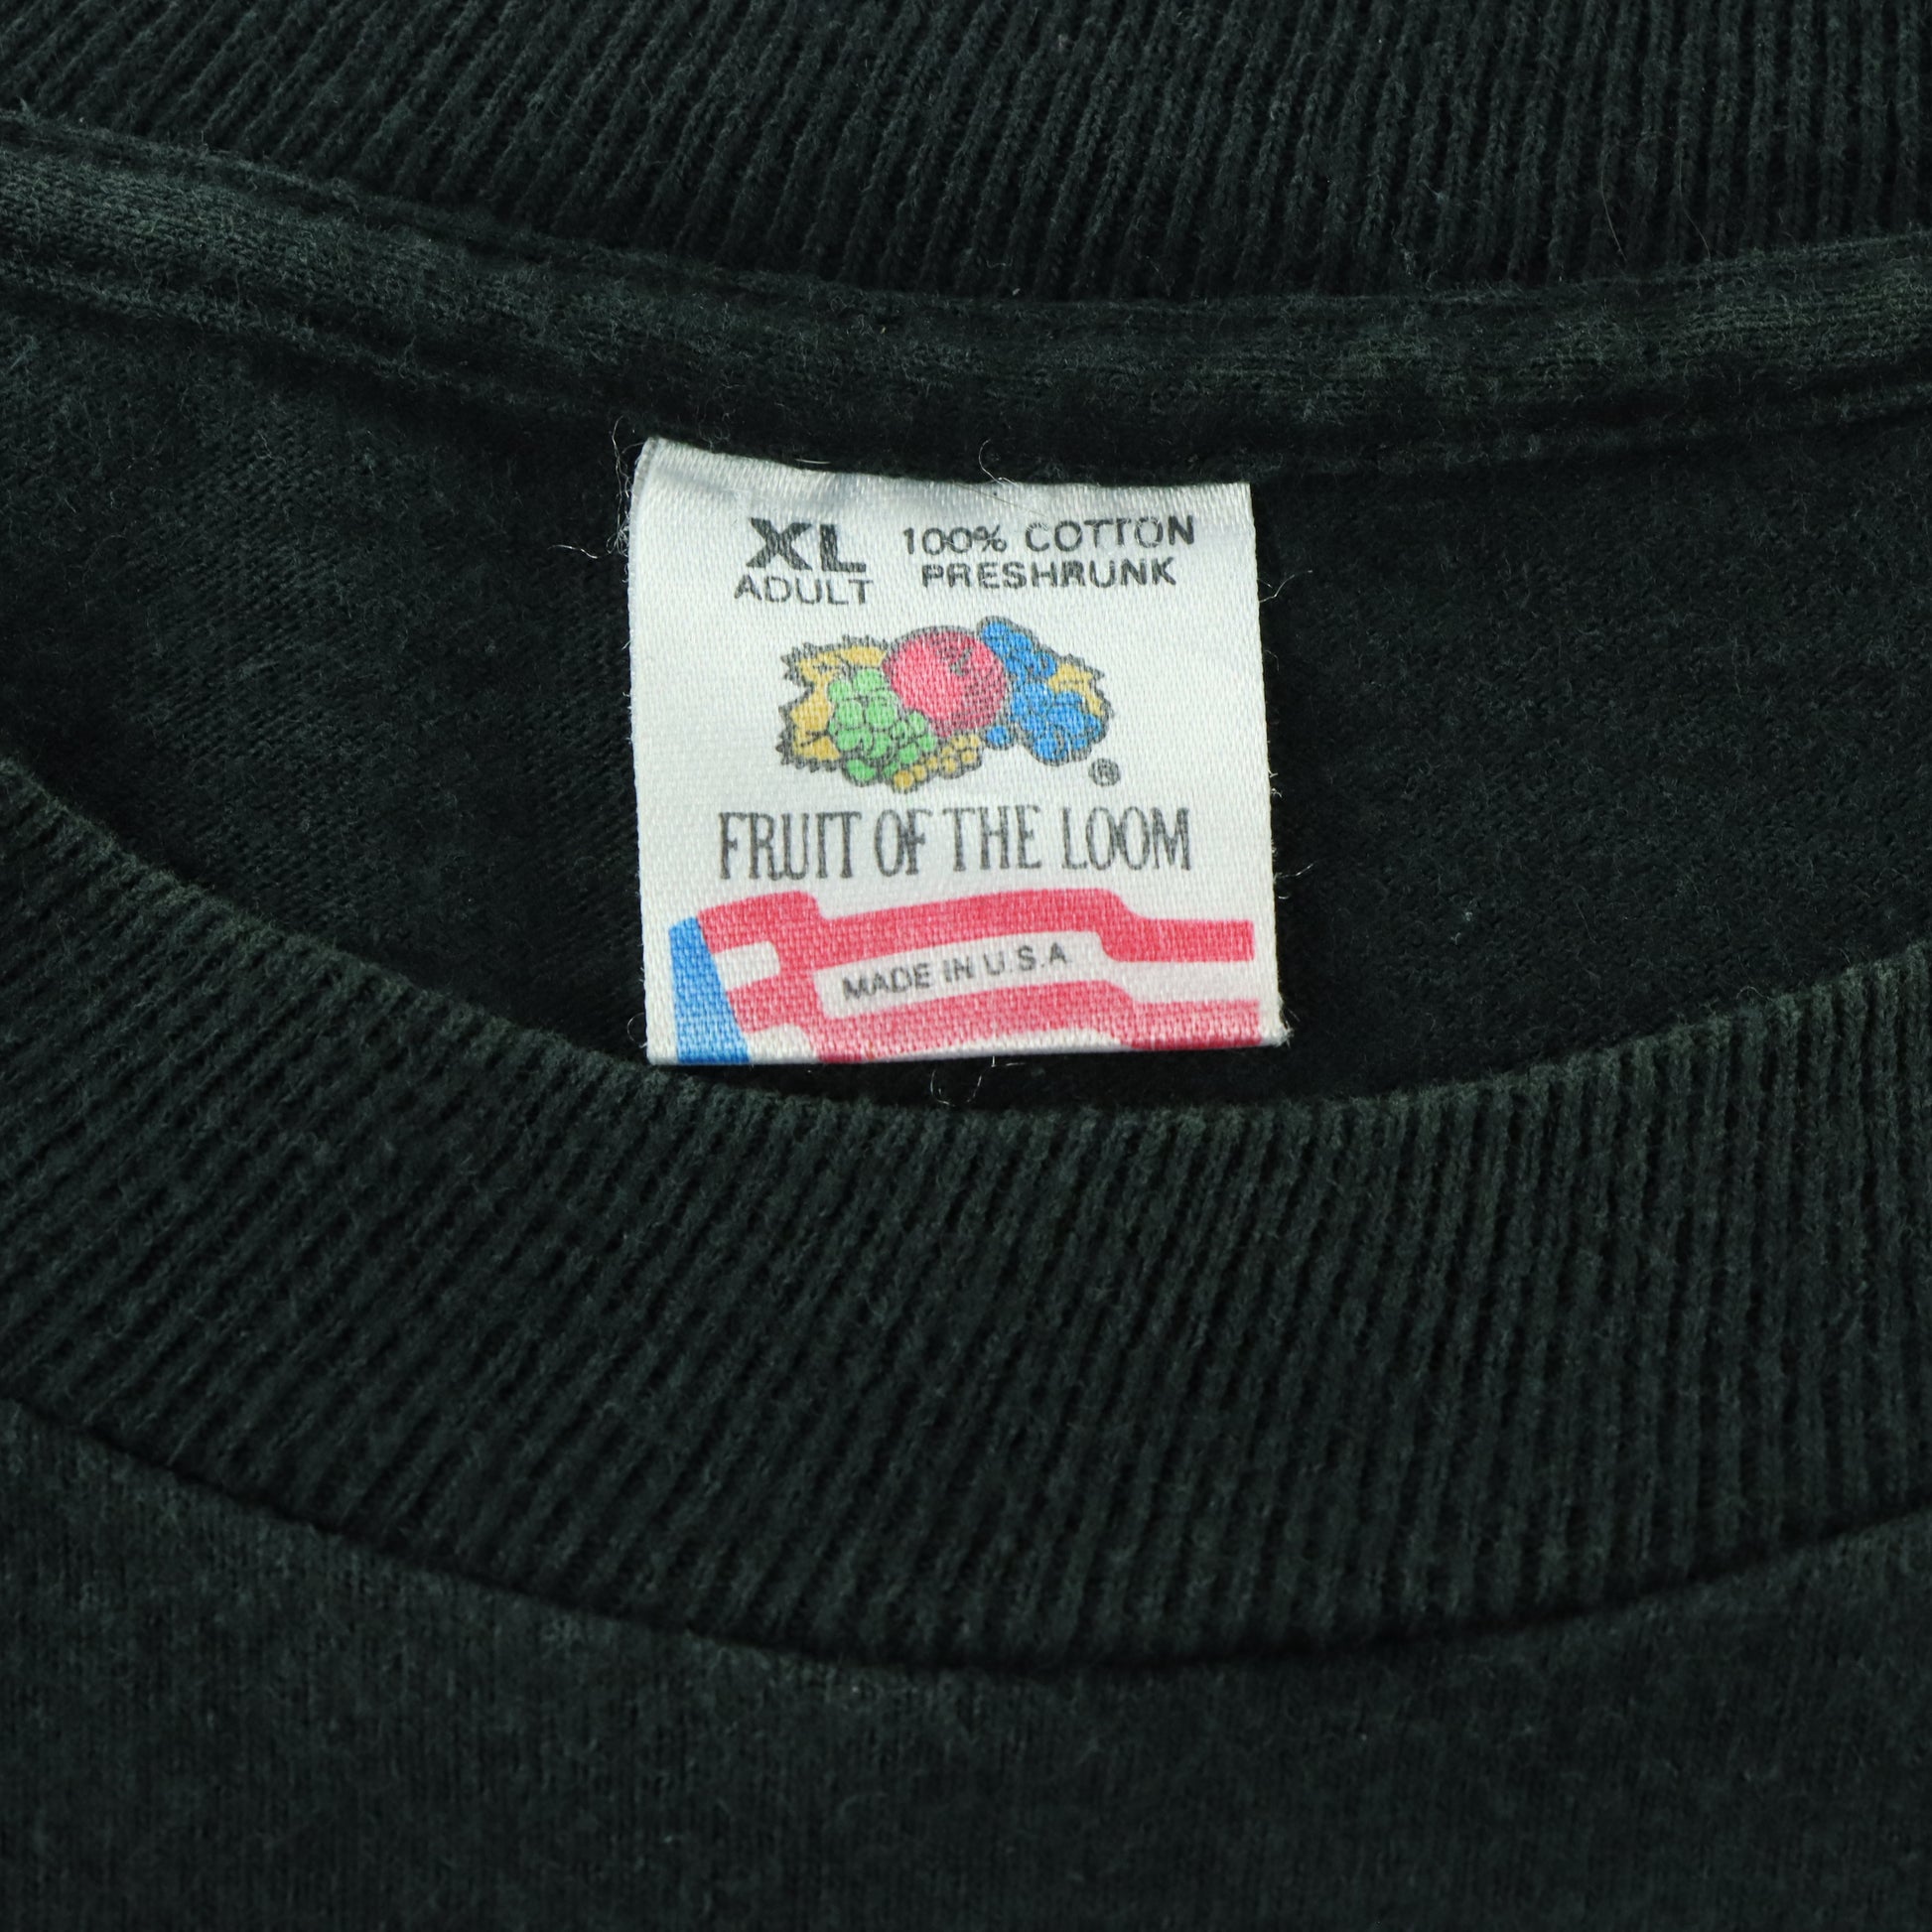 XL 100% COTTON
ADULT PRESHRUNK
®
FRUIT OF THE LOOM
MADE IN U.S.A